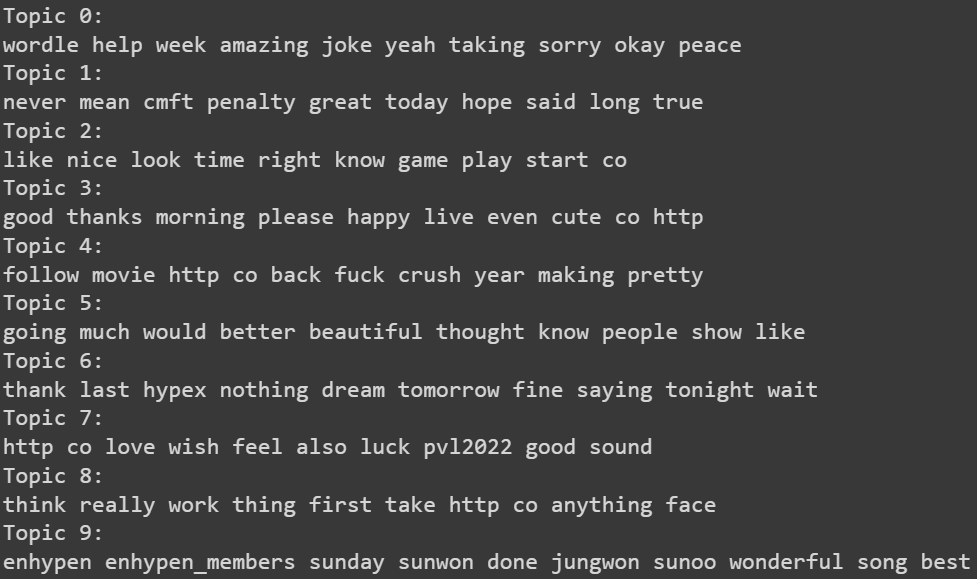 Topic 0:
wordle help week amazing joke yeah taking sorry okay peace
Topic 1:
never mean cmft penalty great today hope said long true
Topic 2:
like nice look time right know game play start co
Topic 3:
good thanks morning please happy live even cute co http
Topic 4:
follow movie http co back fuck crush year making pretty
Topic 5:
going much would better beautiful thought know people show like
Topic 6:
thank last hypex nothing dream tomorrow fine saying tonight wait
Topic 7:
http co love wish feel also luck pvl2022 good sound
Topic 8:
think really work thing first take http co anything face
Topic 9:
enhypen enhypen_members sunday sunwon done jungwon sunoo wonderful song best